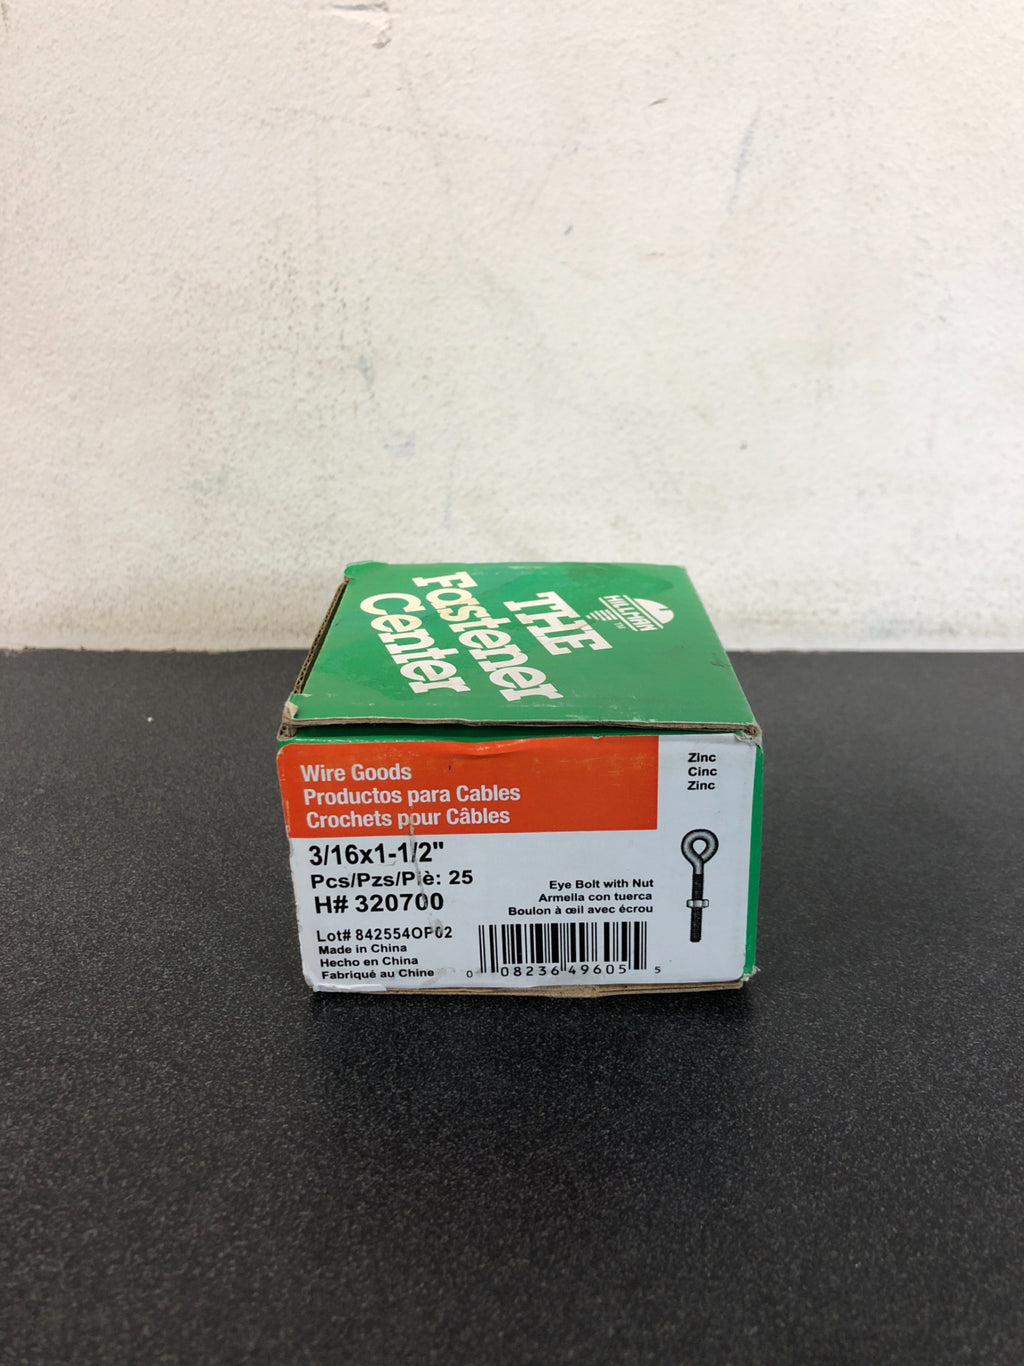 HILLMAN
TM
THE
Fastener
Center
Wire Goods
Productos para Cables
Crochets pour Câbles
Zinc
Cinc
Zinc
3/16x1-1/2"
Pcs/Pzs/Piè: 25
H# 320700
Eye Bolt with Nut
Armella con tuerca
Boulon à œil avec écrou
Lot# 842554OP02
Made in China
Hecho en China
Fabriqué au Chine
0 08236 49605 5